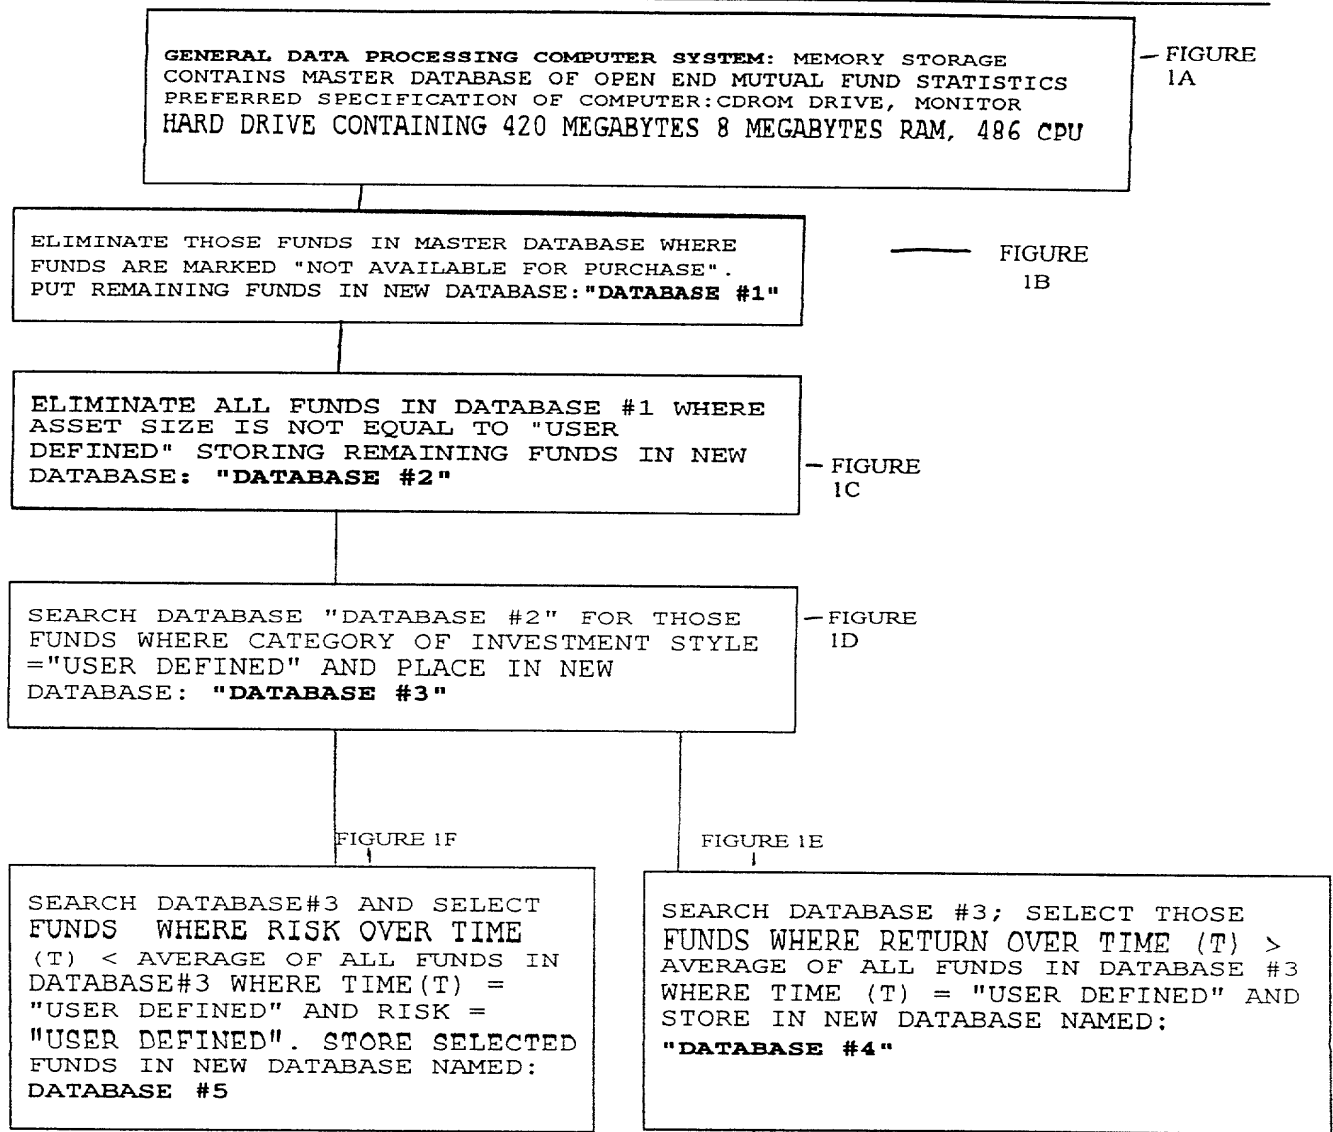 GENERAL DATA PROCESSING COMPUTER SYSTEM: MEMORY STORAGE
CONTAINS MASTER DATABASE OF OPEN END MUTUAL FUND STATISTICS
PREFERRED SPECIFICATION OF COMPUTER:CDROM DRIVE, MONITOR
HARD DRIVE CONTAINING 420 MEGABYTES 8 MEGABYTES RAM, 486 CPU
FIGURE
1A
ELIMINATE THOSE FUNDS IN MASTER DATABASE WHERE
FUNDS ARE MARKED "NOT AVAILABLE FOR PURCHASE".
PUT REMAINING FUNDS IN NEW DATABASE:"DATABASE #1"
FIGURE
1B
ELIMINATE ALL FUNDS IN DATABASE #1 WHERE
ASSET SIZE IS NOT EQUAL TO "USER
DEFINED" STORING REMAINING FUNDS IN NEW
DATABASE: "DATABASE #2"
FIGURE
1C
SEARCH DATABASE "DATABASE #2" FOR THOSE
FUNDS WHERE CATEGORY OF INVESTMENT STYLE
="USER DEFINED" AND PLACE IN NEW
DATABASE: "DATABASE #3"
FIGURE
1D
FIGURE 1F
SEARCH DATABASE#3 AND SELECT
FUNDS WHERE RISK OVER TIME
(T) < AVERAGE OF ALL FUNDS IN
DATABASE#3 WHERE TIME(T) =
"USER DEFINED" AND RISK =
"USER DEFINED". STORE SELECTED
FUNDS IN NEW DATABASE NAMED:
DATABASE #5
FIGURE 1E
SEARCH DATABASE #3; SELECT THOSE
FUNDS WHERE RETURN OVER TIME (T) >
AVERAGE OF ALL FUNDS IN DATABASE #3
WHERE TIME (T) = "USER DEFINED" AND
STORE IN NEW DATABASE NAMED:
"DATABASE #4"